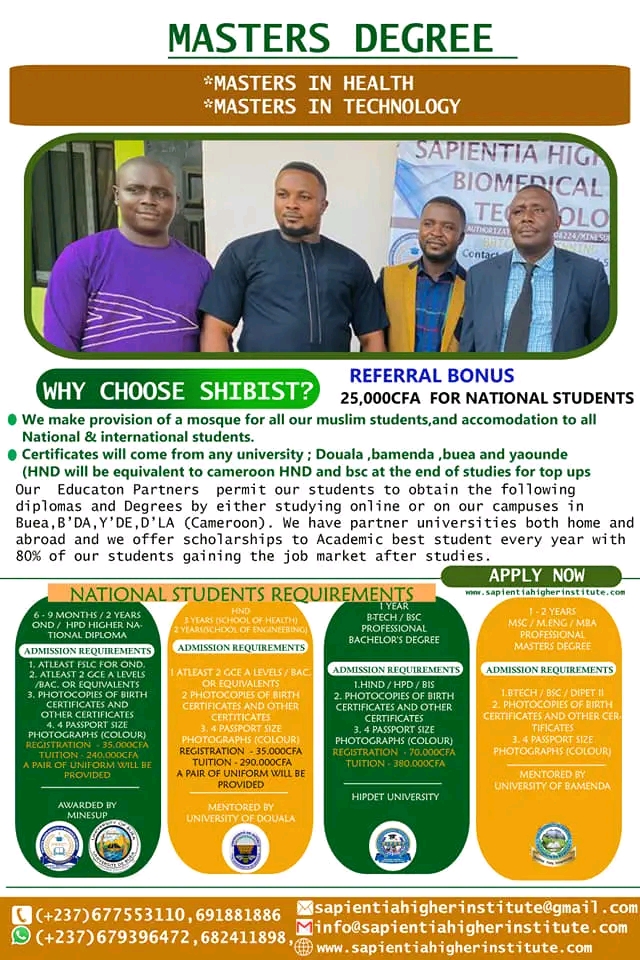 MASTERS DEGREE
*MASTERS IN HEALTH
*MASTERS IN TECHNOLOGY
SAPIENTIA HIGH
BIOMEDICAL
TECHNOLO
Contact
WHY CHOOSE SHIBIST?
REFERRAL BONUS
25,000CFA FOR NATIONAL STUDENTS
We make provision of a mosque for all our muslim students,and accomodation to all
National & international students.
Certificates will come from any university ; Douala ,bamenda ,buea and yaounde
(HND will be equivalent to cameroon HND and bsc at the end of studies for top ups
Our Educaton Partners permit our students to obtain the following
diplomas and Degrees by either studying online or on our campuses in
Buea,B'DA,Y'DE,D'LA (Cameroon). We have partner universities both home and
abroad and we offer scholarships to Academic best student every year with
80% of our students gaining the job market after studies.
APPLY NOW
www.sapientiahigherinstitute.com
NATIONAL STUDENTS REQUIREMENTS
6 - 9 MONTHS / 2 YEARS
OND / HPD HIGHER NA-
TIONAL DIPLOMA
ADMISSION REQUIREMENTS
1. ATLEAST FSLC FOR OND.
2. ATLEAST 2 GCE A LEVELS
/BAC. OR EQUIVALENTS
3. PHOTOCOPIES OF BIRTH
CERTIFICATES AND
OTHER CERTIFICATES
4. 4 PASSPORT SIZE
PHOTOGRAPHS (COLOUR)
REGISTRATION - 35.000CFA
TUITION - 240.000CFA
A PAIR OF UNIFORM WILL BE
PROVIDED
AWARDED BY
MINESUP
HND
3 YEARS (SCHOOL OF HEALTH)
2 YEARS(SCHOOL OF ENGINEERING)
ADMISSION REQUIREMENTS
1 ATLEAST 2 GCE A LEVELS / BAC.
OR EQUIVALENTS
2 PHOTOCOPIES OF BIRTH
CERTIFICATES AND OTHER
CERTIFICATES
3. 4 PASSPORT SIZE
PHOTOGRAPHS (COLOUR)
REGISTRATION - 35.000CFA
TUITION - 290.000CFA
A PAIR OF UNIFORM WILL BE
PROVIDED
MENTORED BY
UNIVERSITY OF DOUALA
1 YEAR
B-TECH / BSC
PROFESSIONAL
BACHELOR'S DEGREE
ADMISSION REQUIREMENTS
1.HIND / HPD / BIS
2. PHOTOCOPIES OF BIRTH
CERTIFICATES AND OTHER
CERTIFICATES
3. 4 PASSPORT SIZE
PHOTOGRAPHS (COLOUR)
REGISTRATION - 70.000CFA
TUITION - 380.000CFA
HIPDET UNIVERSITY
1 - 2 YEARS
MSC / M.ENG / MBA
PROFESSIONAL
MASTERS DEGREE
ADMISSION REQUIREMENTS
1.BTECH / BSC / DIPET II
2. PHOTOCOPIES OF BIRTH
CERTIFICATES AND OTHER CER-
TIFICATES
3. 4 PASSPORT SIZE
PHOTOGRAPHS (COLOUR)
MENTORED BY
UNIVERSITY OF BAMENDA
(+237)677553110,691881886
(+237)679396472,682411898,
sapientiahigherinstitute@gmail.com
info@sapientiahigherinstitute.com
www.sapientiahigherinstitute.com